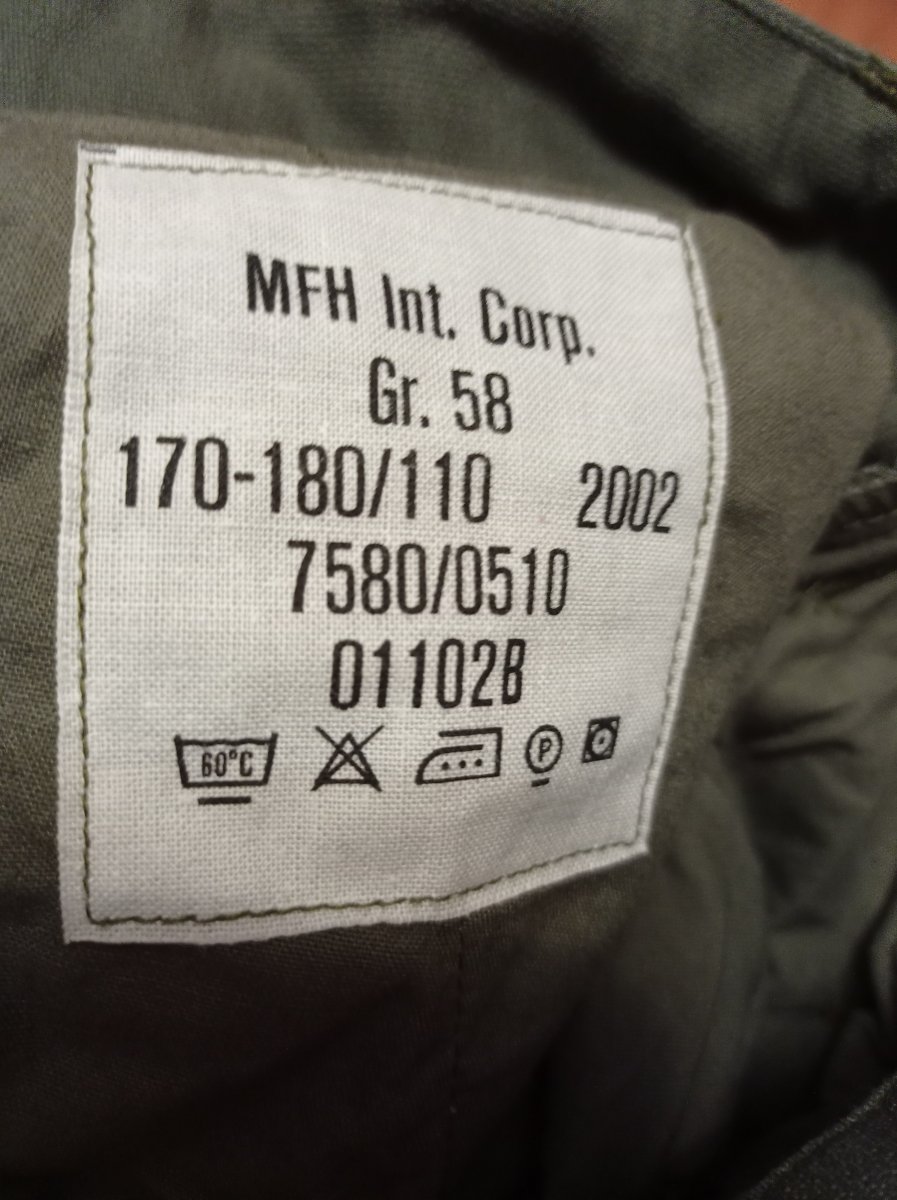 MFH Int. Corp.
Gr. 58
170-180/110 2002
7580/0510
01102B
60°C P